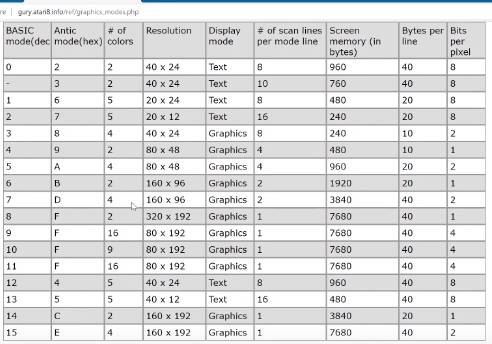 re gury.atari8.info/ref/graphics_modes.php
BASIC mode(dec Antic mode(hex) # of colors Resolution Display mode # of scan lines per mode line Screen memory (in bytes) Bytes per line Bits per pixel
0 2 2 40 x 24 Text 8 960 40 8
- 3 2 40 x 24 Text 10 760 40 8
1 6 5 20 x 24 Text 8 480 20 8
2 7 5 20 x 12 Text 16 240 20 8
3 8 4 40 x 24 Graphics 8 240 10 2
4 9 2 80 x 48 Graphics 4 480 10 1
5 A 4 80 x 48 Graphics 4 960 20 2
6 B 2 160 x 96 Graphics 2 1920 20 1
7 D 4 160 x 96 Graphics 2 3840 40 2
8 F 2 320 x 192 Graphics 1 7680 40 1
9 F 16 80 x 192 Graphics 1 7680 40 4
10 F 9 80 x 192 Graphics 1 7680 40 4
11 F 16 80 x 192 Graphics 1 7680 40 4
12 4 5 40 x 24 Text 8 960 40 8
13 5 5 40 x 12 Text 16 480 40 8
14 C 2 160 x 192 Graphics 1 3840 20 1
15 E 4 160 x 192 Graphics 1 7680 40 2